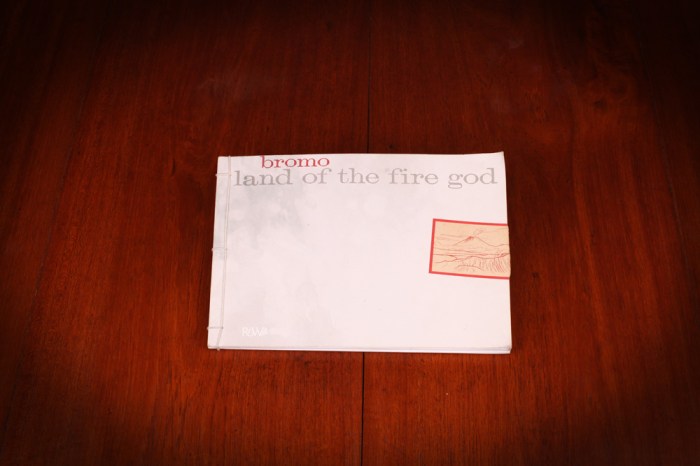 bromo
land of the fire god